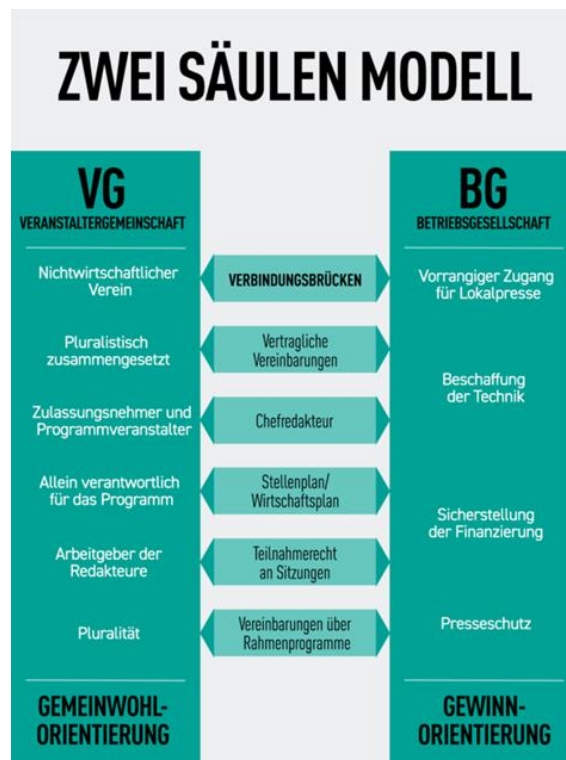 ZWEI SÄULEN MODELL
VG
VERANSTALTERGEMEINSCHAFT
Nichtwirtschaftlicher
Verein
Pluralistisch
zusammengesetzt
Zulassungsnehmer und
Programmveranstalter
Allein verantwortlich
für das Programm
Arbeitgeber der
Redakteure
Pluralität
GEMEINWOHL-
ORIENTIERUNG
VERBINDUNGSBRÜCKEN
Vertragliche
Vereinbarungen
Chefredakteur
Stellenplan/
Wirtschaftsplan
Teilnahmerecht
an Sitzungen
Vereinbarungen über
Rahmenprogramme
BG
BETRIEBSGESELLSCHAFT
Vorrangiger Zugang
für Lokalpresse
Beschaffung
der Technik
Sicherstellung
der Finanzierung
Presseschutz
GEWINN-
ORIENTIERUNG